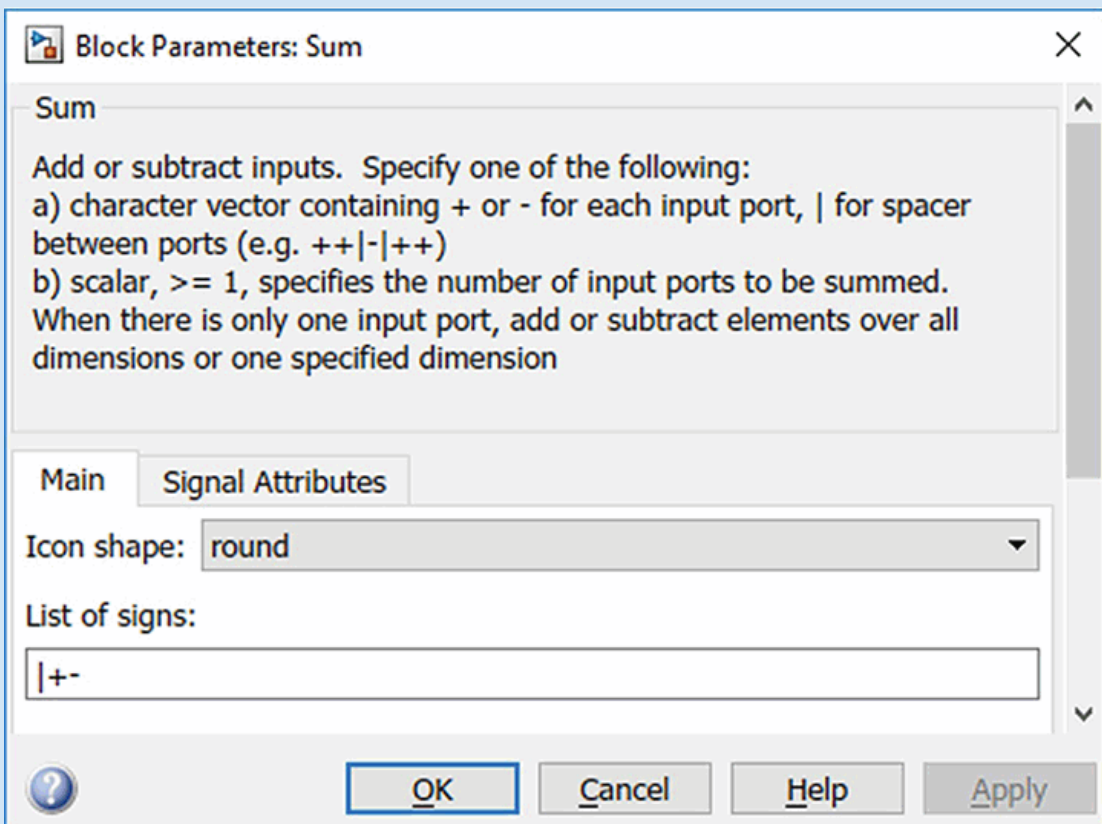 Block Parameters: Sum
Sum
Add or subtract inputs.  Specify one of the following:
a) character vector containing + or - for each input port, | for spacer
between ports (e.g. ++|-|++)
b) scalar, >= 1, specifies the number of input ports to be summed.
When there is only one input port, add or subtract elements over all
dimensions or one specified dimension
Main
Signal Attributes
Icon shape: round
List of signs:
|+-
?
OK
Cancel
Help
Apply